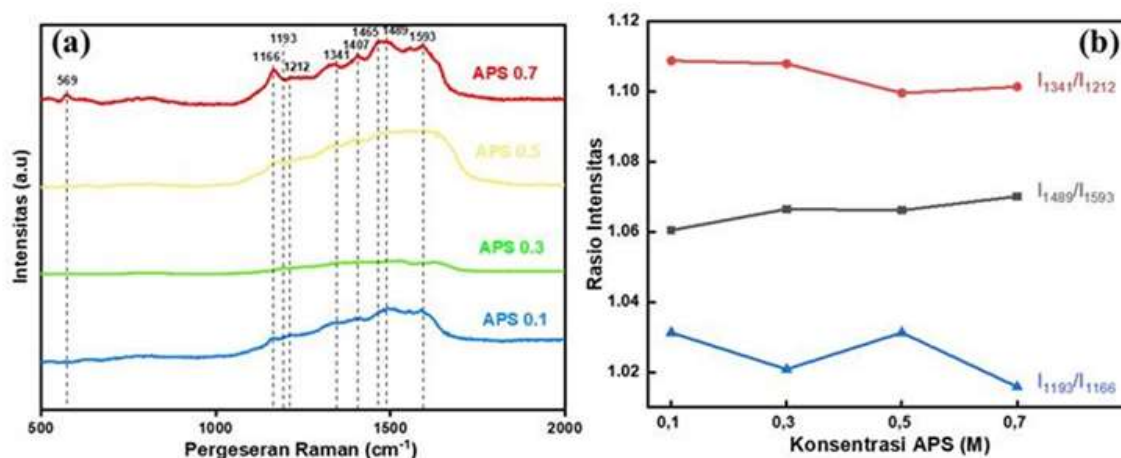 (a)
569
1166
1193
1212
1341
1407
1465
1489
1593
APS 0.7
APS 0.5
APS 0.3
APS 0.1
Intensitas (a.u)
500
1000
1500
2000
Pergeseran Raman (cm⁻¹)
(b)
1.12
1.10
1.08
1.06
1.04
1.02
Rasio Intensitas
I₁₃₄₁/I₁₂₁₂
I₁₄₈₉/I₁₅₉₃
I₁₁₉₃/I₁₁₆₆
0,1
0,3
0,5
0,7
Konsentrasi APS (M)